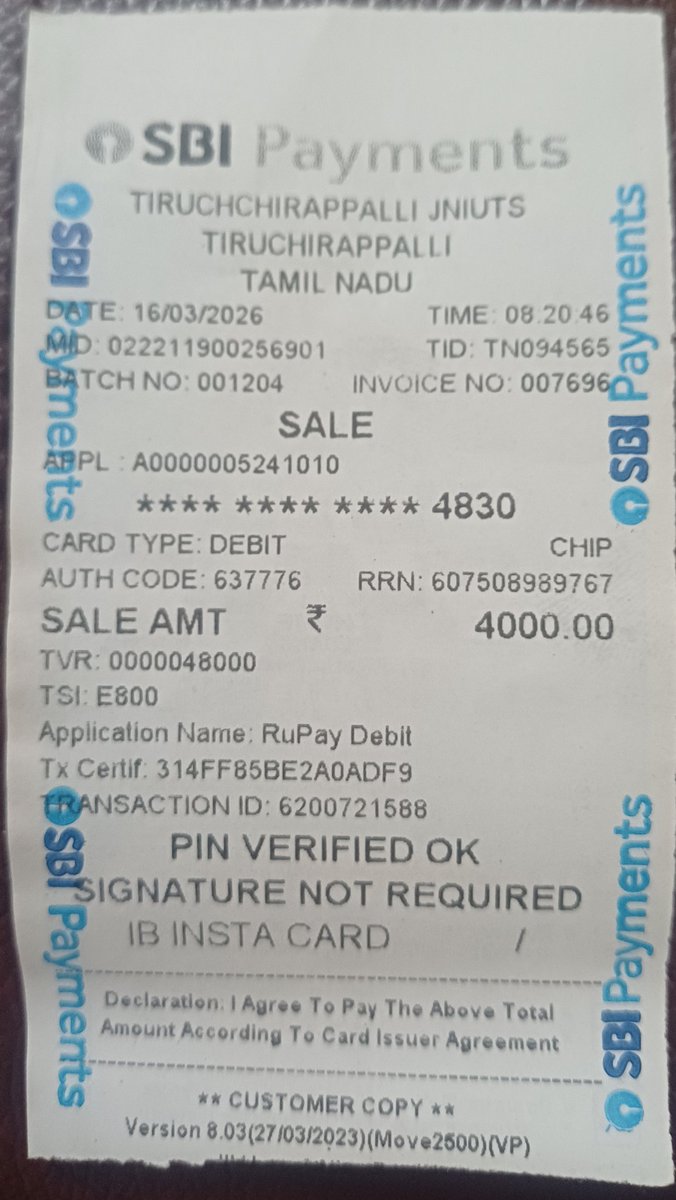 SBI Payments
TIRUCHCHIRAPPALLI JNIUTS
TIRUCHIRAPPALLI
TAMIL NADU
DATE: 16/03/2026 TIME: 08:20:46
MID: 022211900256901 TID: TN094565
BATCH NO: 001204 INVOICE NO: 007696
SALE
APPL : A0000005241010
**** **** **** 4830
CARD TYPE: DEBIT CHIP
AUTH CODE: 637776 RRN: 607508989767
SALE AMT ₹ 4000.00
TVR: 0000048000
TSI: E800
Application Name: RuPay Debit
Tx Certif: 314FF85BE2A0ADF9
TRANSACTION ID: 6200721588
PIN VERIFIED OK
SIGNATURE NOT REQUIRED
IB INSTA CARD /
Declaration: I Agree To Pay The Above Total
Amount According To Card Issuer Agreement
** CUSTOMER COPY **
Version 8.03(27/03/2023)(Move2500)(VP)
SBI Payments
SBI Payments
SBI Payments
SBI Payments